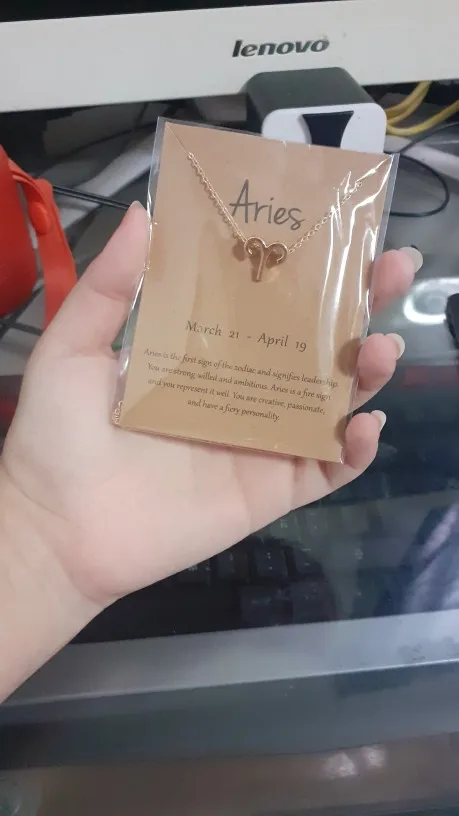 lenovo
Aries
March 21 - April 19
Aries is the first sign of the zodiac and signifies leadership.
You are strong-willed and ambitious. Aries is a fire sign
and you represent it well. You are creative, passionate,
and have a fiery personality.